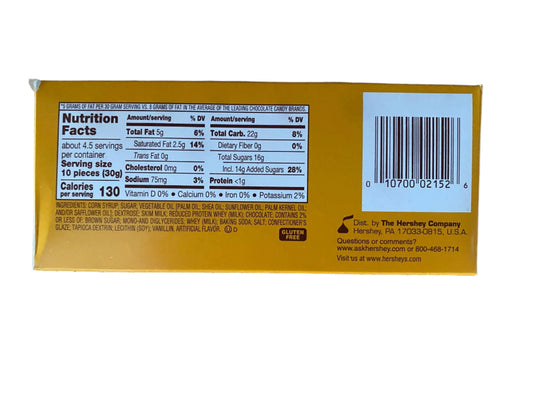 *5 GRAMS OF FAT PER 30 GRAM SERVING VS. 8 GRAMS OF FAT IN THE AVERAGE OF THE LEADING CHOCOLATE CANDY BRANDS.
Nutrition
Facts
about 4.5 servings
per container
Serving size
10 pieces (30g)
Calories
per serving 130
Amount/serving % DV
Total Fat 5g 6%
Saturated Fat 2.5g 14%
Trans Fat 0g
Cholesterol 0mg 0%
Sodium 75mg 3%
Amount/serving % DV
Total Carb. 22g 8%
Dietary Fiber 0g 0%
Total Sugars 16g
Incl. 14g Added Sugars 28%
Protein <1g
Vitamin D 0% • Calcium 0% • Iron 0% • Potassium 2%
INGREDIENTS: CORN SYRUP; SUGAR; VEGETABLE OIL [PALM OIL; SHEA OIL; SUNFLOWER OIL; PALM KERNEL OIL;
AND/OR SAFFLOWER OIL]; DEXTROSE; SKIM MILK; REDUCED PROTEIN WHEY (MILK); CHOCOLATE; CONTAINS 2%
OR LESS OF: BROWN SUGAR; MONO-AND DIGLYCERIDES; WHEY (MILK); BAKING SODA; SALT; CONFECTIONER'S
GLAZE; TAPIOCA DEXTRIN; LECITHIN (SOY); VANILLIN, ARTIFICIAL FLAVOR. Ⓤ D
GLUTEN
FREE
0 10700 02152 6
Dist. by The Hershey Company
Hershey, PA 17033-0815, U.S.A.
Questions or comments?
www.askhershey.com or 800-468-1714
Visit us at www.hersheys.com